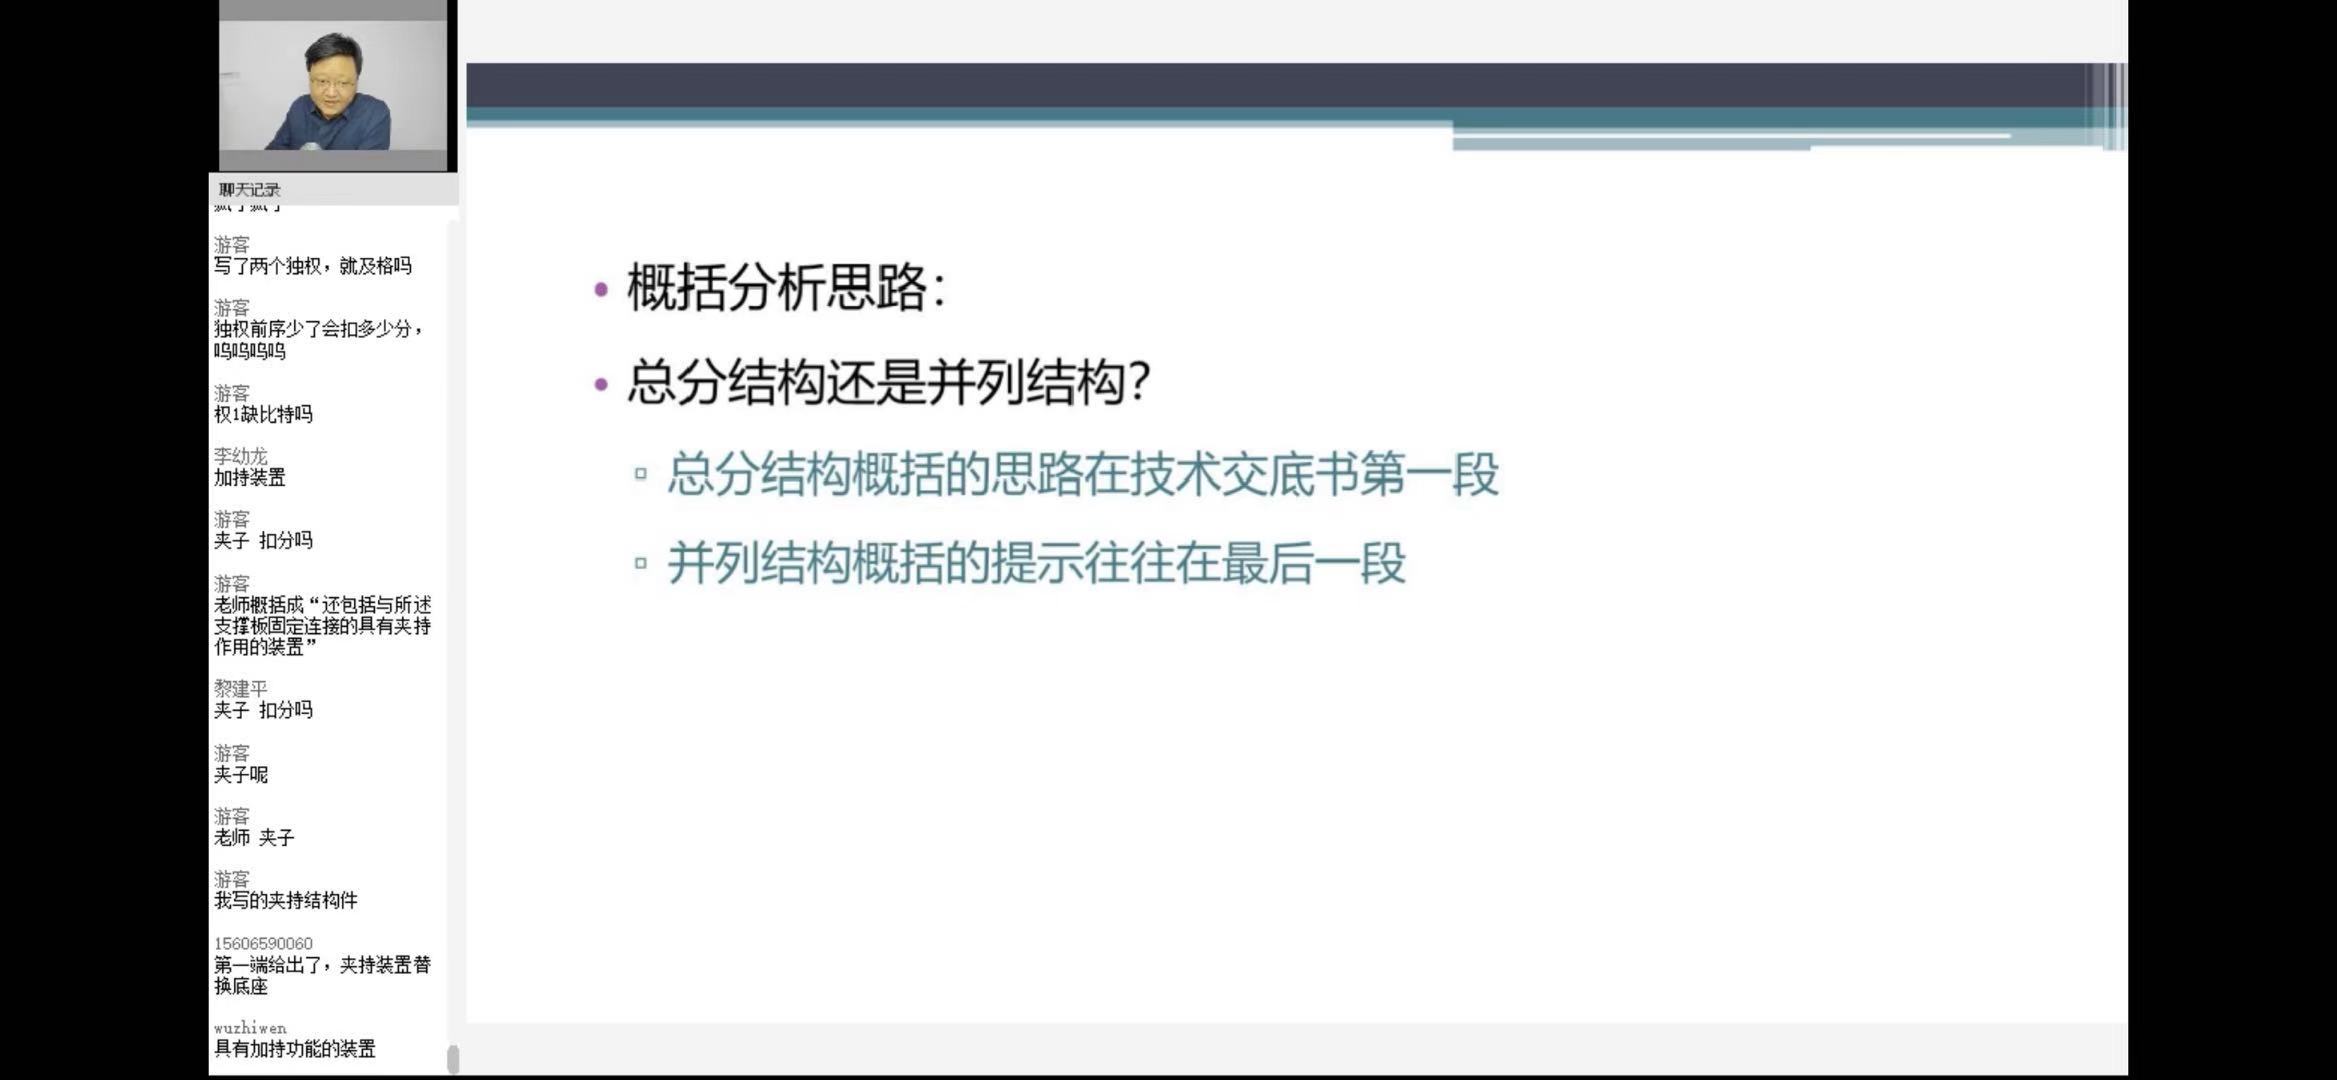 聊天记录
游客
写了两个独权，就及格吗
游客
独权前序少了会扣多少分，
呜呜呜呜
游客
权1缺比特吗
李幼龙
加持装置
游客
夹子 扣分吗
游客
老师概括成“还包括与所述
支撑板固定连接的具有夹持
作用的装置”
黎建平
夹子 扣分吗
游客
夹子呢
游客
老师 夹子
游客
我写的夹持结构件
15606590060
第一端给出了，夹持装置替
换底座
wuzhiwen
具有加持功能的装置
• 概括分析思路：
• 总分结构还是并列结构？
▫ 总分结构概括的思路在技术交底书第一段
▫ 并列结构概括的提示往往在最后一段